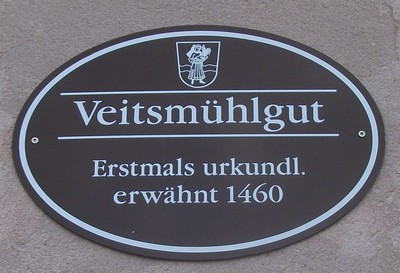 Veitsmühlgut
Erstmals urkundl.
erwähnt 1460